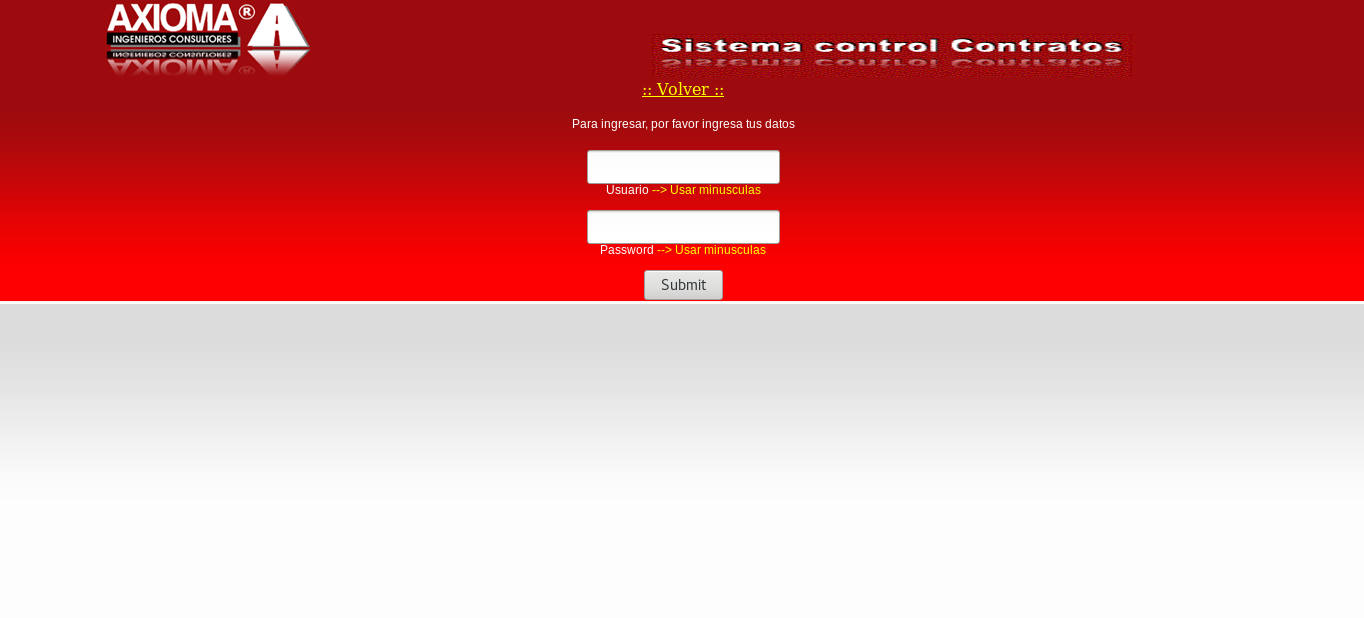 AXIOMA®
INGENIEROS CONSULTORES
Sistema control Contratos
:: Volver ::
Para ingresar, por favor ingresa tus datos
Usuario --> Usar minusculas
Password --> Usar minusculas
Submit